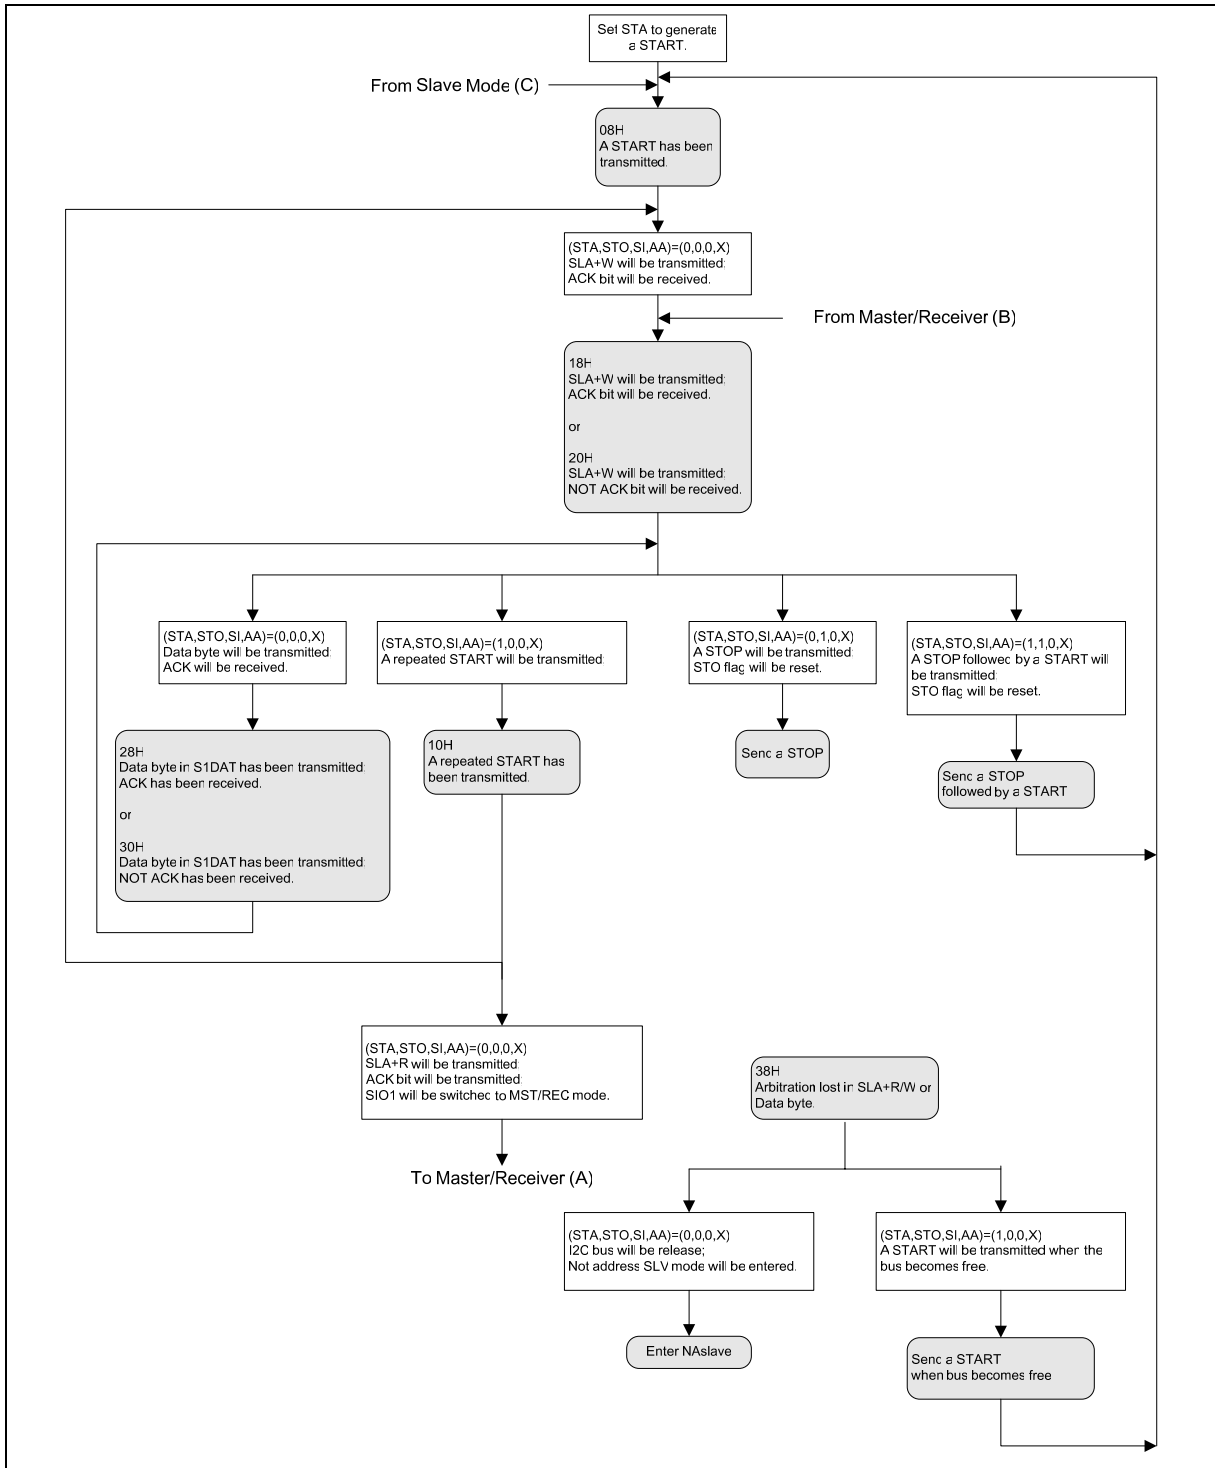 Set STA to generate
a START.
From Slave Mode (C)
08H
A START has been
transmitted.
(STA,STO,SI,AA)=(0,0,0,X)
SLA+W will be transmitted;
ACK bit will be received.
From Master/Receiver (B)
18H
SLA+W will be transmitted;
ACK bit will be received.
or
20H
SLA+W will be transmitted;
NOT ACK bit will be received.
(STA,STO,SI,AA)=(0,0,0,X)
Data byte will be transmitted;
ACK will be received.
(STA,STO,SI,AA)=(1,0,0,X)
A repeated START will be transmitted;
(STA,STO,SI,AA)=(0,1,0,X)
A STOP will be transmitted;
STO flag will be reset.
(STA,STO,SI,AA)=(1,1,0,X)
A STOP followed by a START will
be transmitted;
STO flag will be reset.
28H
Data byte in S1DAT has been transmitted;
ACK has been received.
or
30H
Data byte in S1DAT has been transmitted;
NOT ACK has been received.
10H
A repeated START has
been transmitted.
Send a STOP
Send a STOP
followed by a START
(STA,STO,SI,AA)=(0,0,0,X)
SLA+R will be transmitted;
ACK bit will be transmitted;
SIO1 will be switched to MST/REC mode.
To Master/Receiver (A)
38H
Arbitration lost in SLA+R/W or
Data byte.
(STA,STO,SI,AA)=(0,0,0,X)
I2C bus will be release;
Not address SLV mode will be entered.
(STA,STO,SI,AA)=(1,0,0,X)
A START will be transmitted when the
bus becomes free.
Enter NAslave
Send a START
when bus becomes free